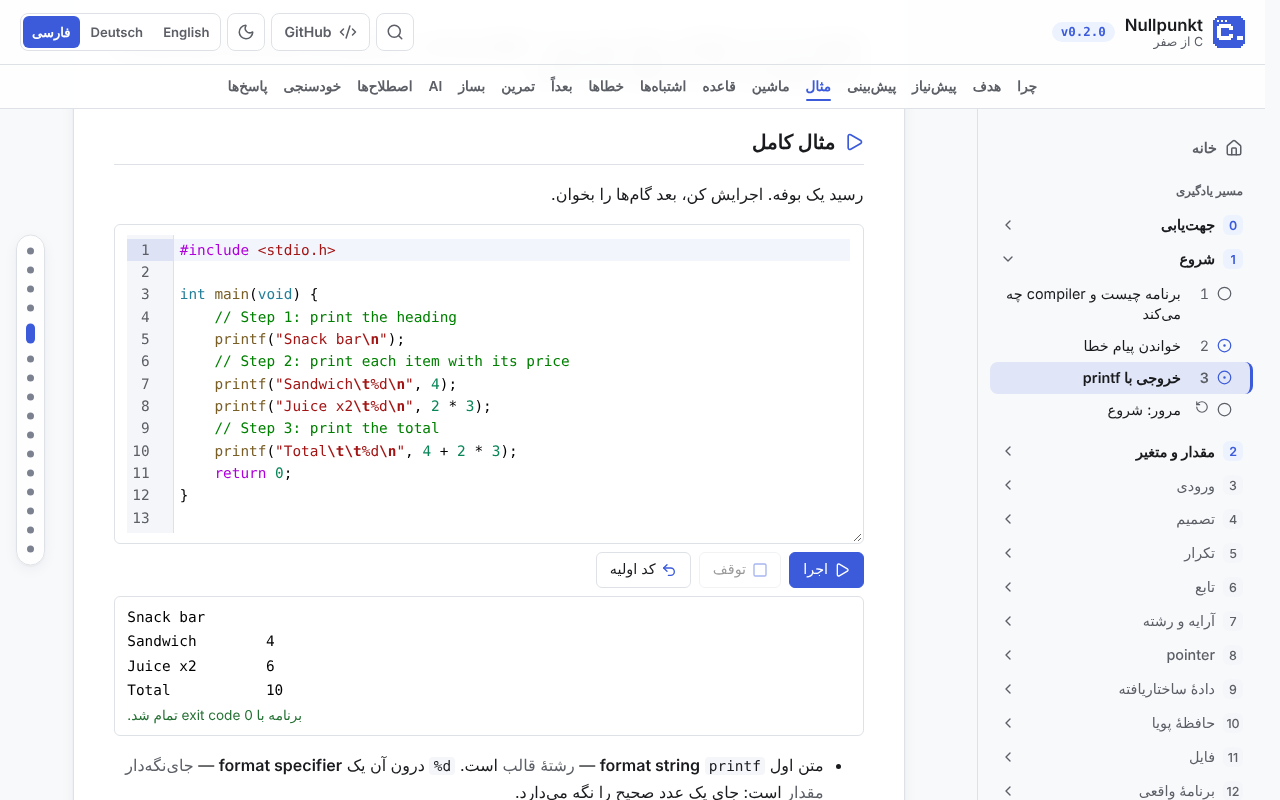 Nullpunkt
C از صفر
v0.2.0
GitHub
English
Deutsch
فارسی
چرا
هدف
پیش‌نیاز
پیش‌بینی
مثال
ماشین
قاعده
اشتباه‌ها
خطاها
بعداً
تمرین
بساز
AI
اصطلاح‌ها
خودسنجی
پاسخ‌ها
خانه
مسیر یادگیری
0 جهت‌یابی
1 شروع
1 برنامه چیست و compiler چه
می‌کند
2 خواندن پیام خطا
3 خروجی با printf
مرور: شروع
2 مقدار و متغیر
3 ورودی
4 تصمیم
5 تکرار
6 تابع
7 آرایه و رشته
8 pointer
9 دادهٔ ساختاریافته
10 حافظهٔ پویا
11 فایل
12 برنامهٔ واقعی
مثال کامل
رسید یک بوفه. اجرایش کن، بعد گام‌ها را بخوان.
1 #include <stdio.h>
2
3 int main(void) {
4     // Step 1: print the heading
5     printf("Snack bar\n");
6     // Step 2: print each item with its price
7     printf("Sandwich\t%d\n", 4);
8     printf("Juice x2\t%d\n", 2 * 3);
9     // Step 3: print the total
10     printf("Total\t\t%d\n", 4 + 2 * 3);
11     return 0;
12 }
13
اجرا
توقف
کد اولیه
Snack bar
Sandwich        4
Juice x2        6
Total           10
برنامه با exit code 0 تمام شد.
• متن اول printf format string — رشتهٔ قالب است. %d درون آن یک format specifier — جای‌نگه‌دار
مقدار است: جای یک عدد صحیح را نگه می‌دارد.